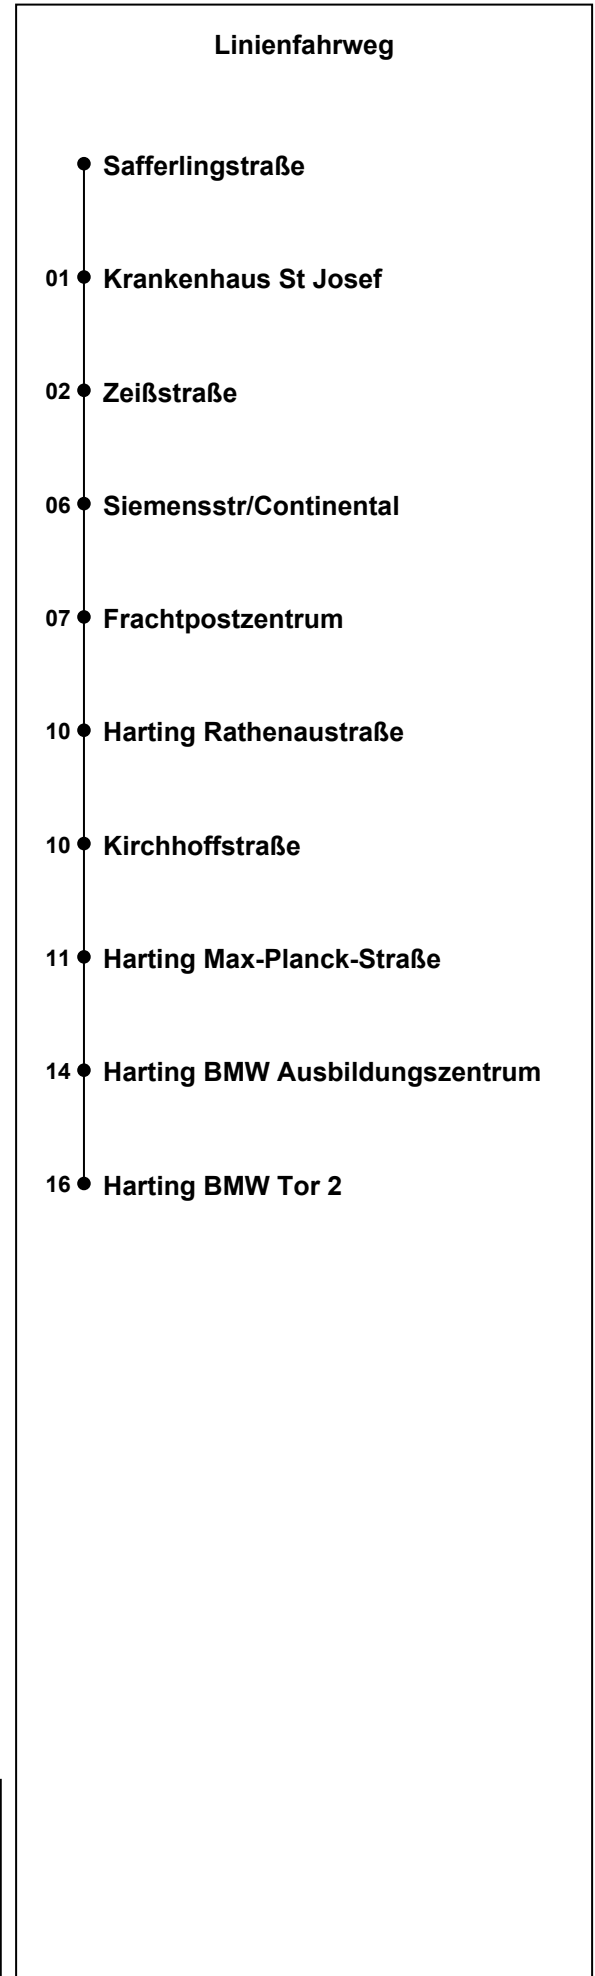 Linienfahrweg
Safferlingstraße
01 Krankenhaus St Josef
02 Zeißstraße
06 Siemensstr/Continental
07 Frachtpostzentrum
10 Harting Rathenaustraße
10 Kirchhoffstraße
11 Harting Max-Planck-Straße
14 Harting BMW Ausbildungszentrum
16 Harting BMW Tor 2